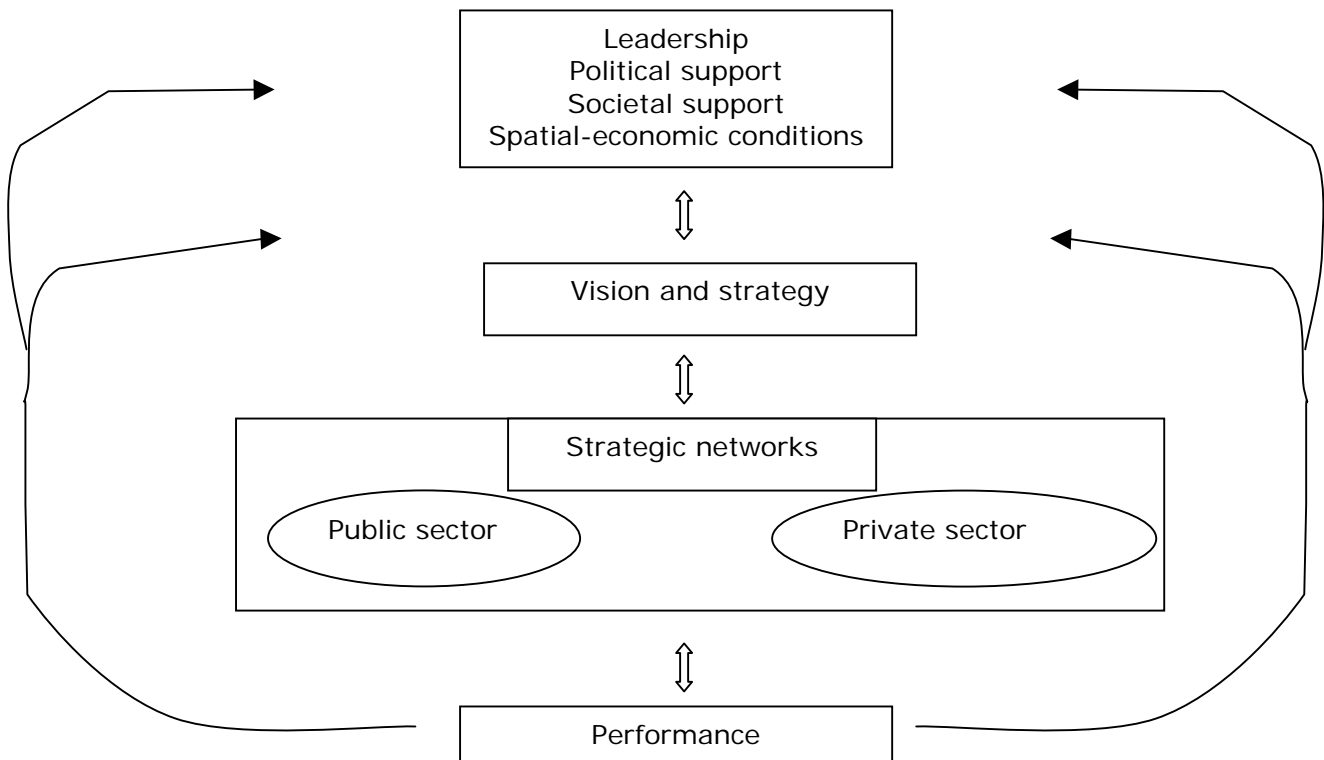 Leadership
Political support
Societal support
Spatial-economic conditions
Vision and strategy
Strategic networks
Public sector
Private sector
Performance